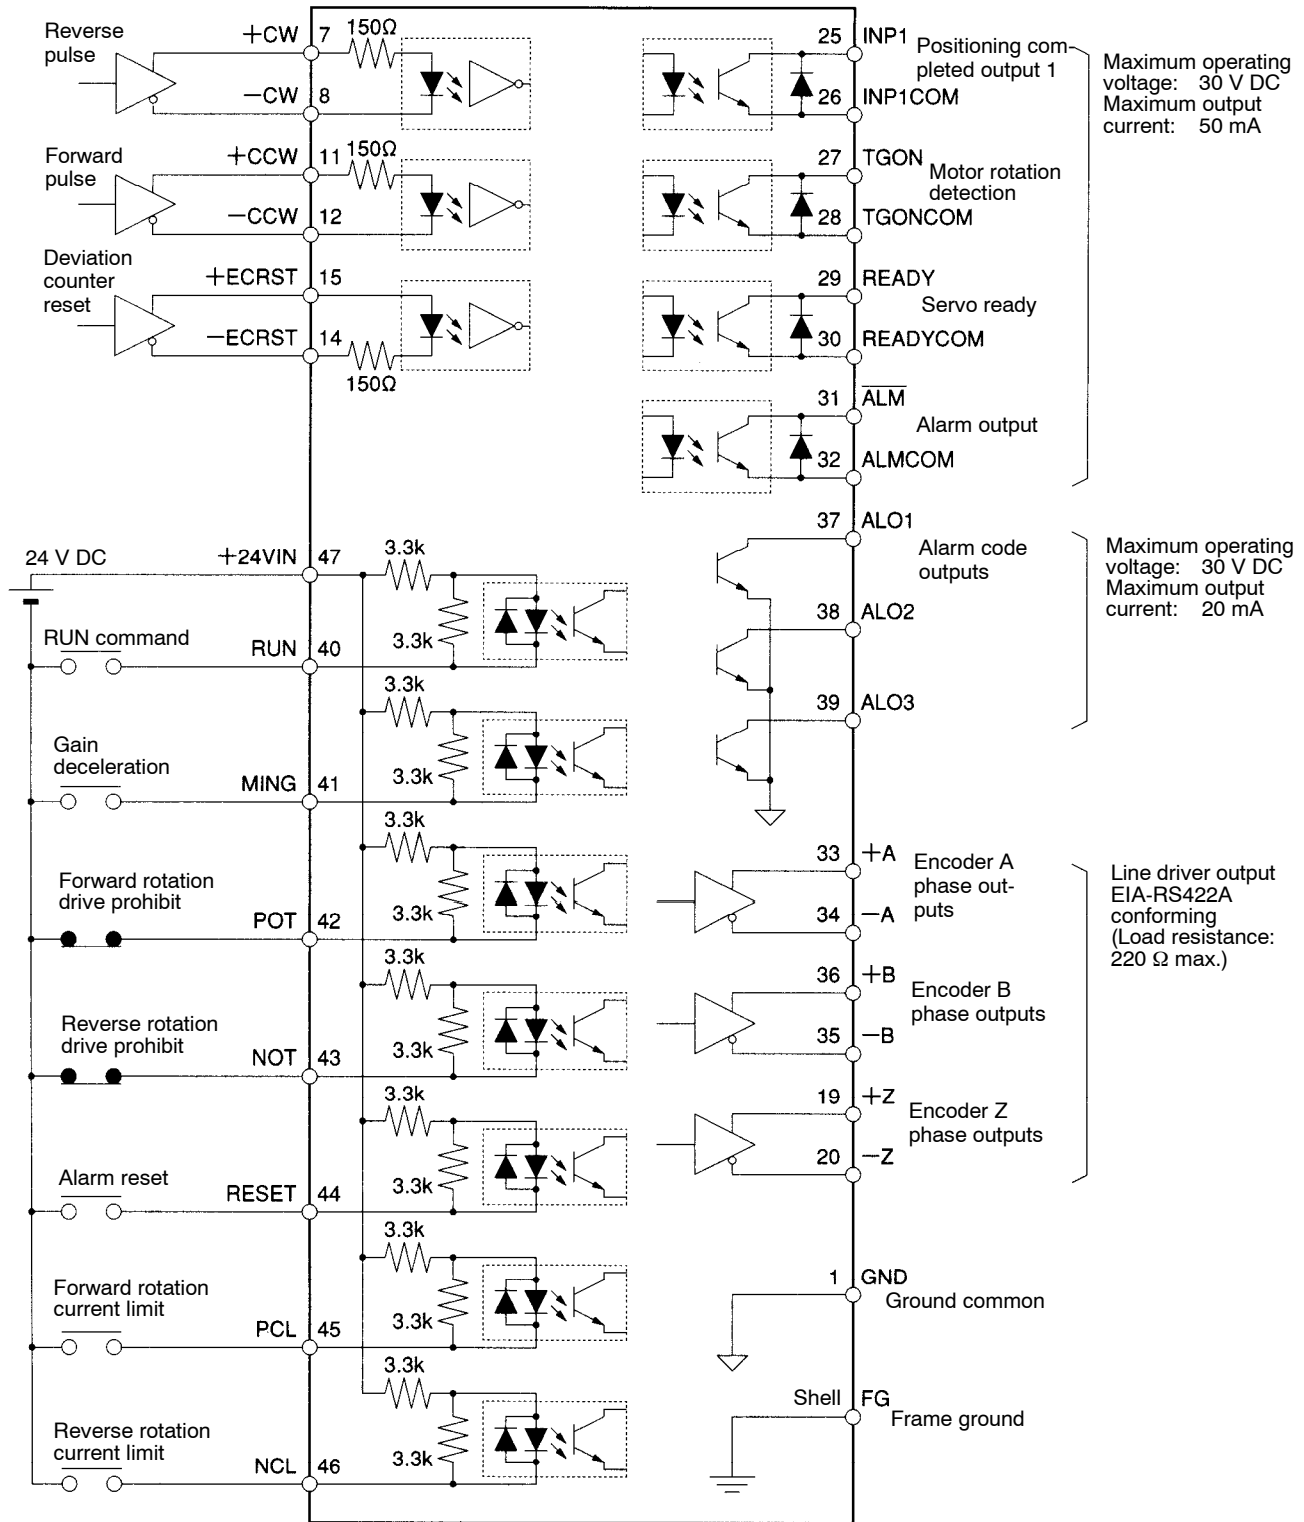 Reverse
pulse
+CW 7 150Ω
−CW 8
Forward
pulse
+CCW 11 150Ω
−CCW 12
Deviation
counter
reset
+ECRST 15
−ECRST 14
150Ω
25 INP1
Positioning com-
pleted output 1
26 INP1COM
27 TGON
Motor rotation
detection
28 TGONCOM
29 READY
Servo ready
30 READYCOM
31 ALM
Alarm output
32 ALMCOM
Maximum operating
voltage: 30 V DC
Maximum output
current: 50 mA
37 ALO1
Alarm code
outputs
38 ALO2
39 ALO3
Maximum operating
voltage: 30 V DC
Maximum output
current: 20 mA
24 V DC
+24VIN 47 3.3k
RUN command
RUN 40
3.3k
3.3k
Gain
deceleration
MING 41
3.3k
3.3k
Forward rotation
drive prohibit
POT 42
3.3k
3.3k
Reverse rotation
drive prohibit
NOT 43
3.3k
3.3k
Alarm reset
RESET 44
3.3k
3.3k
Forward rotation
current limit
PCL 45
3.3k
3.3k
Reverse rotation
current limit
NCL 46
3.3k
33 +A
Encoder A
phase out-
puts
34 −A
36 +B
Encoder B
phase outputs
35 −B
19 +Z
Encoder Z
phase outputs
20 −Z
Line driver output
EIA-RS422A
conforming
(Load resistance:
220 Ω max.)
1 GND
Ground common
Shell FG
Frame ground